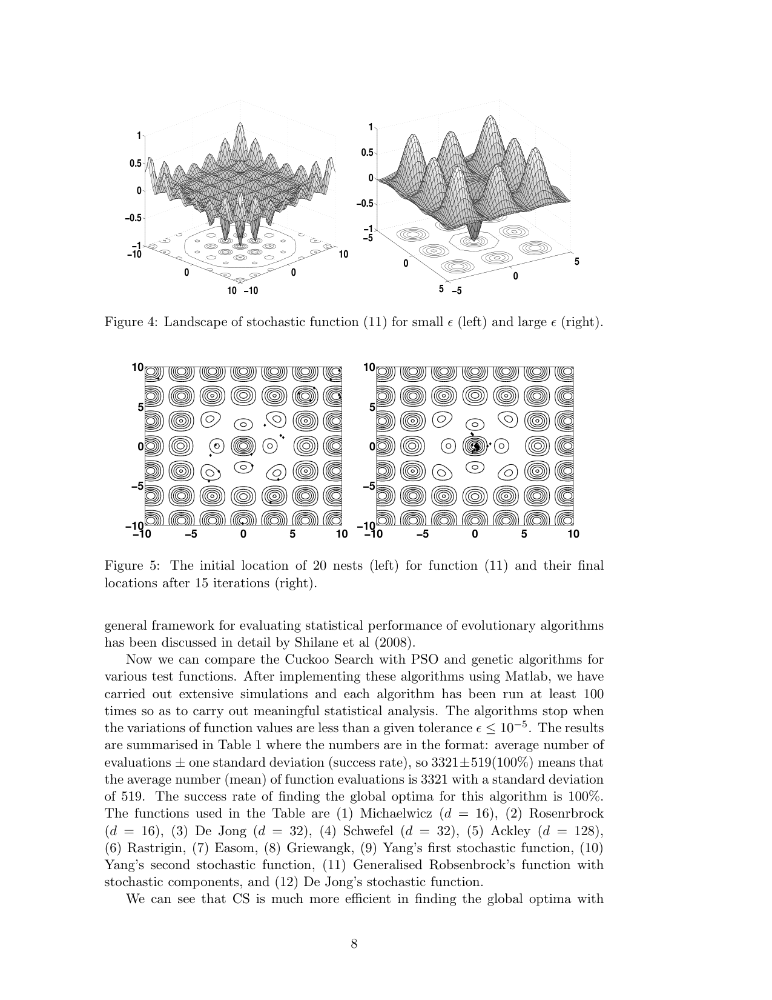 1
0.5
0
−0.5
−1
−10
0
10
−10
0
10
1
0.5
0
−0.5
−1
−5
0
5
−5
0
5
Figure 4: Landscape of stochastic function (11) for small ϵ (left) and large ϵ (right).
10
5
0
−5
−10
−10
−5
0
5
10
10
5
0
−5
−10
−10
−5
0
5
10
Figure 5: The initial location of 20 nests (left) for function (11) and their final
locations after 15 iterations (right).
general framework for evaluating statistical performance of evolutionary algorithms
has been discussed in detail by Shilane et al (2008).
Now we can compare the Cuckoo Search with PSO and genetic algorithms for
various test functions. After implementing these algorithms using Matlab, we have
carried out extensive simulations and each algorithm has been run at least 100
times so as to carry out meaningful statistical analysis. The algorithms stop when
the variations of function values are less than a given tolerance ϵ ≤ 10⁻⁵. The results
are summarised in Table 1 where the numbers are in the format: average number of
evaluations ± one standard deviation (success rate), so 3321±519(100%) means that
the average number (mean) of function evaluations is 3321 with a standard deviation
of 519. The success rate of finding the global optima for this algorithm is 100%.
The functions used in the Table are (1) Michaelwicz (d = 16), (2) Rosenrbrock
(d = 16), (3) De Jong (d = 32), (4) Schwefel (d = 32), (5) Ackley (d = 128),
(6) Rastrigin, (7) Easom, (8) Griewangk, (9) Yang's first stochastic function, (10)
Yang's second stochastic function, (11) Generalised Robsenbrock's function with
stochastic components, and (12) De Jong's stochastic function.
We can see that CS is much more efficient in finding the global optima with
8